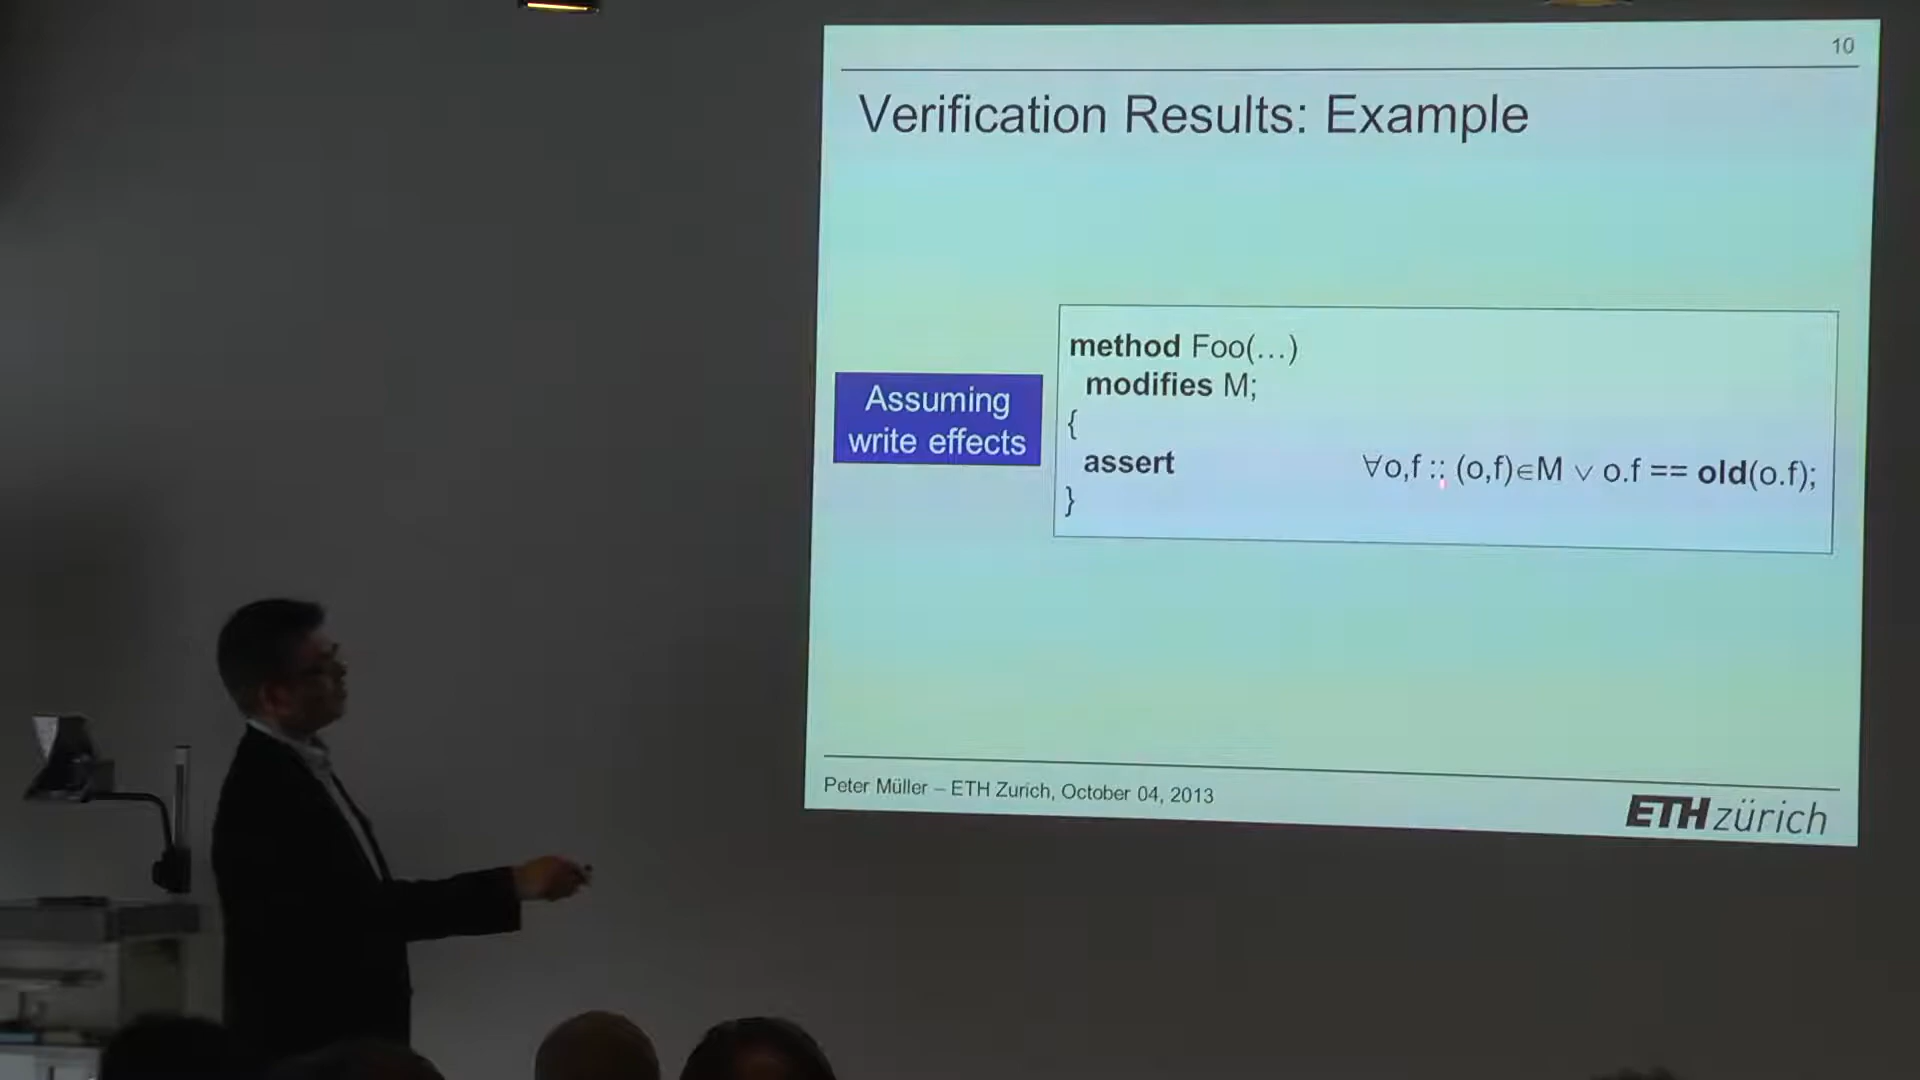 10
Verification Results: Example
Assuming
write effects
method Foo(…)
modifies M;
{
assert ∀o,f :: (o,f)∈M ∨ o.f == old(o.f);
}
Peter Müller – ETH Zurich, October 04, 2013
ETH zürich